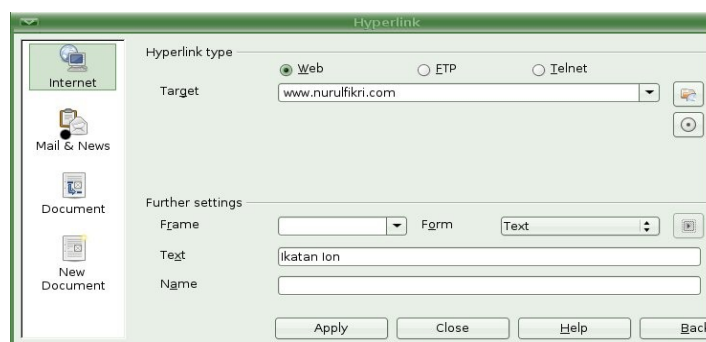 Hyperlink
Internet
Mail & News
Document
New
Document
Hyperlink type
Web FTP Telnet
Target www.nurulfikri.com
Further settings
Frame Form Text
Text Ikatan Ion
Name
Apply Close Help Back